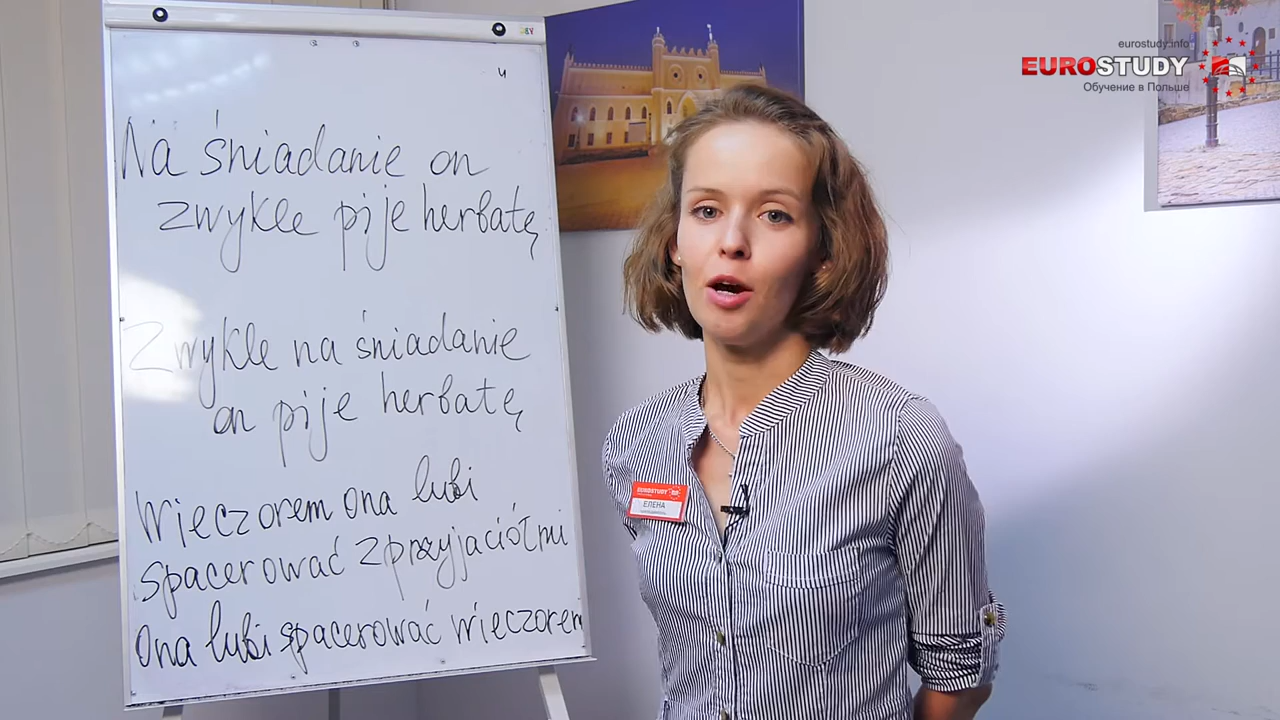 Na śniadanie on
zwykle pije herbatę
Zwykle na śniadanie
on pije herbatę
Wieczorem ona lubi
spacerować z przyjaciółmi
Ona lubi spacerować wieczorem
eurostudy.info
EUROSTUDY
Обучение в Польше
EUROSTUDY
ЕЛЕНА